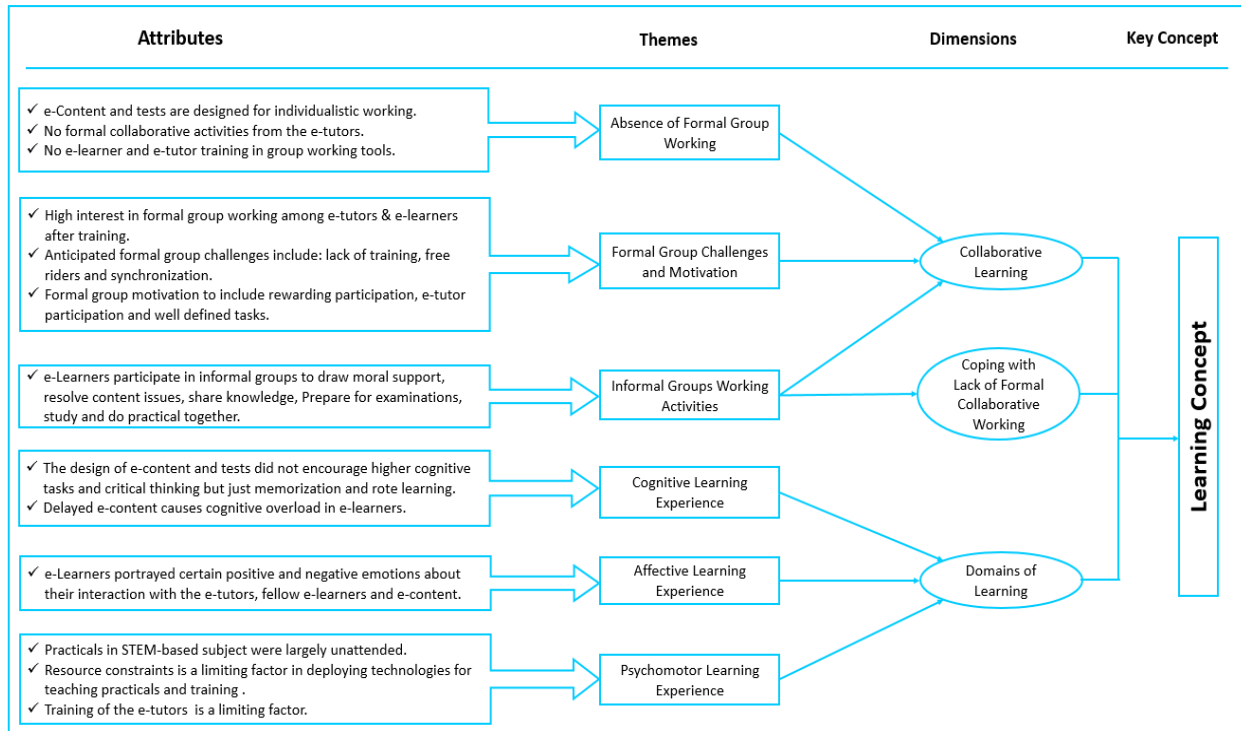 Attributes
Themes
Dimensions
Key Concept
✓ e-Content and tests are designed for individualistic working.
✓ No formal collaborative activities from the e-tutors.
✓ No e-learner and e-tutor training in group working tools.
Absence of Formal Group
Working
✓ High interest in formal group working among e-tutors & e-learners
after training.
✓ Anticipated formal group challenges include: lack of training, free
riders and synchronization.
✓ Formal group motivation to include rewarding participation, e-tutor
participation and well defined tasks.
Formal Group Challenges
and Motivation
Collaborative
Learning
✓ e-Learners participate in informal groups to draw moral support,
resolve content issues, share knowledge, Prepare for examinations,
study and do practical together.
Informal Groups Working
Activities
Coping with
Lack of Formal
Collaborative
Working
Learning Concept
✓ The design of e-content and tests did not encourage higher cognitive
tasks and critical thinking but just memorization and rote learning.
✓ Delayed e-content causes cognitive overload in e-learners.
Cognitive Learning
Experience
✓ e-Learners portrayed certain positive and negative emotions about
their interaction with the e-tutors, fellow e-learners and e-content.
Affective Learning
Experience
Domains of
Learning
✓ Practicals in STEM-based subject were largely unattended.
✓ Resource constraints is a limiting factor in deploying technologies for
teaching practicals and training .
✓ Training of the e-tutors is a limiting factor.
Psychomotor Learning
Experience